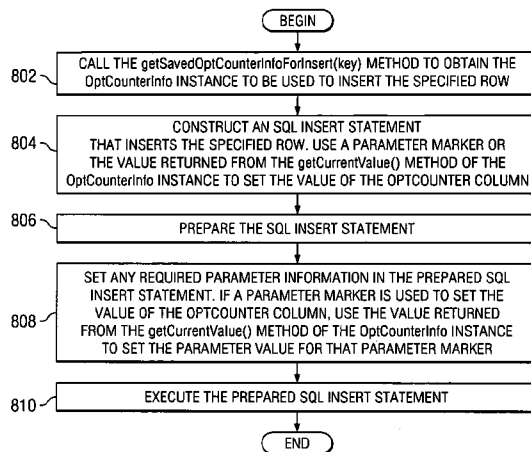 BEGIN
802
CALL THE getSavedOptCounterInfoForInsert(key) METHOD TO OBTAIN THE
OptCounterInfo INSTANCE TO BE USED TO INSERT THE SPECIFIED ROW
804
CONSTRUCT AN SQL INSERT STATEMENT
THAT INSERTS THE SPECIFIED ROW. USE A PARAMETER MARKER OR
THE VALUE RETURNED FROM THE getCurrentValue() METHOD OF THE
OptCounterInfo INSTANCE TO SET THE VALUE OF THE OPTCOUNTER COLUMN
806
PREPARE THE SQL INSERT STATEMENT
808
SET ANY REQUIRED PARAMETER INFORMATION IN THE PREPARED SQL
INSERT STATEMENT. IF A PARAMETER MARKER IS USED TO SET THE
VALUE OF THE OPTCOUNTER COLUMN, USE THE VALUE RETURNED
FROM THE getCurrentValue() METHOD OF THE OptCounterInfo INSTANCE
TO SET THE PARAMETER VALUE FOR THAT PARAMETER MARKER
810
EXECUTE THE PREPARED SQL INSERT STATEMENT
END